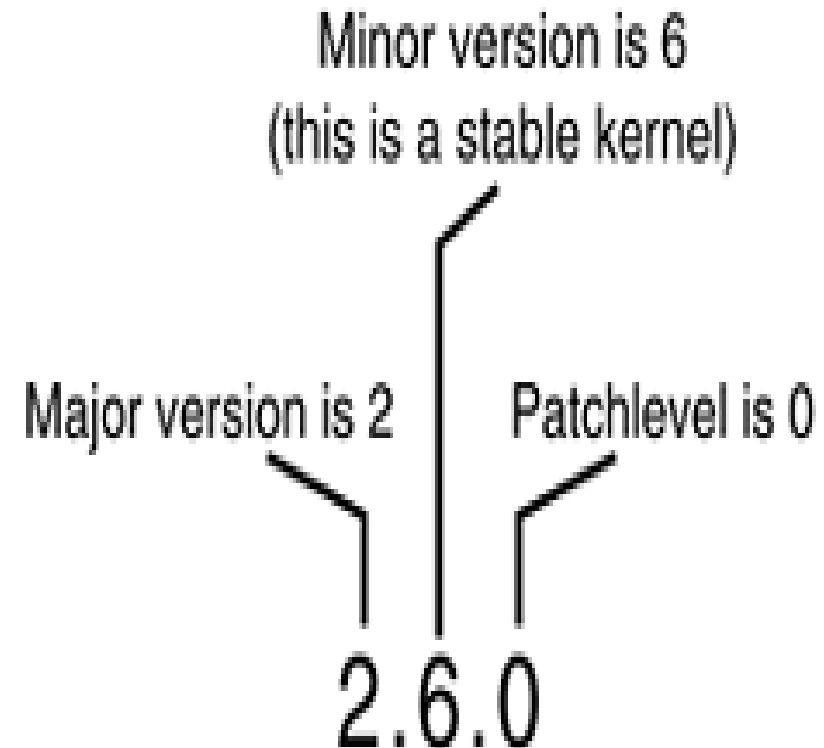 Minor version is 6
(this is a stable kernel)
Major version is 2
Patchlevel is 0
2.6.0